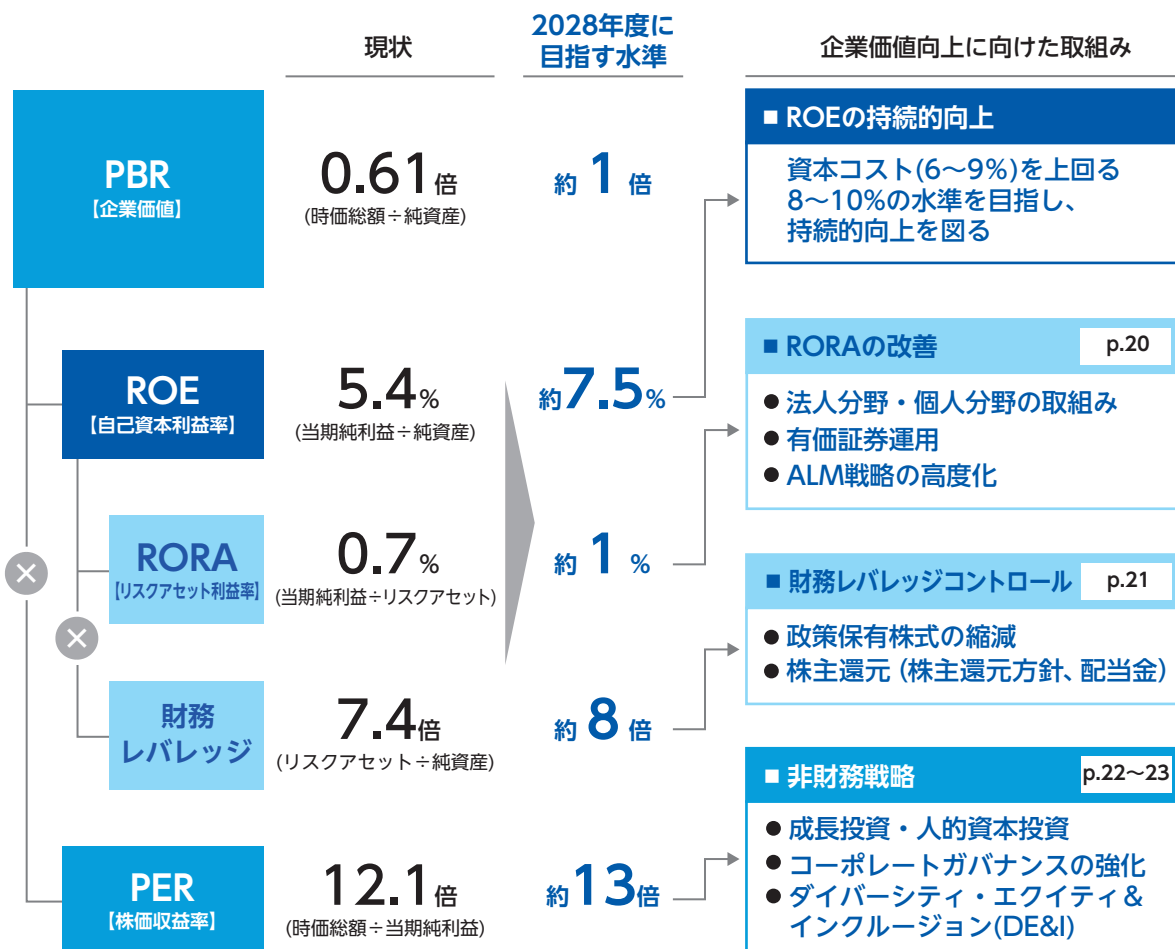 現状
2028年度に
目指す水準
企業価値向上に向けた取組み
PBR
【企業価値】
0.61倍
(時価総額÷純資産)
約1倍
■ ROEの持続的向上
資本コスト(6～9%)を上回る
8～10%の水準を目指し、
持続的向上を図る
ROE
【自己資本利益率】
5.4%
(当期純利益÷純資産)
約7.5%
■ RORAの改善 p.20
● 法人分野・個人分野の取組み
● 有価証券運用
● ALM戦略の高度化
RORA
【リスクアセット利益率】
0.7%
(当期純利益÷リスクアセット)
約1%
■ 財務レバレッジコントロール p.21
● 政策保有株式の縮減
● 株主還元（株主還元方針、配当金）
財務
レバレッジ
7.4倍
(リスクアセット÷純資産)
約8倍
■ 非財務戦略 p.22～23
● 成長投資・人的資本投資
● コーポレートガバナンスの強化
● ダイバーシティ・エクイティ＆
インクルージョン(DE&I)
PER
【株価収益率】
12.1倍
(時価総額÷当期純利益)
約13倍